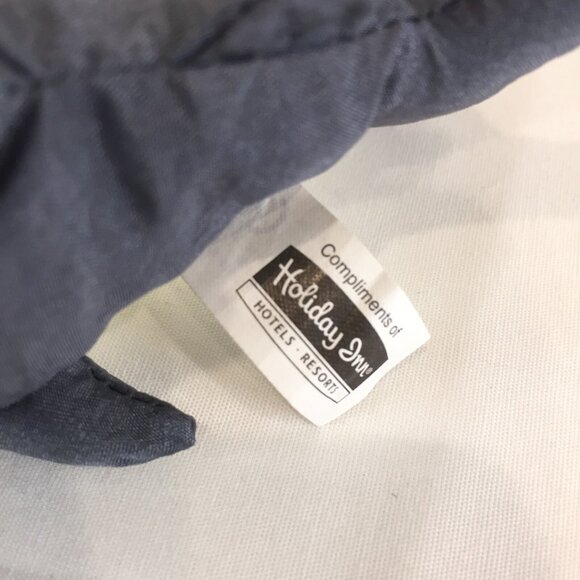 Compliments of
Holiday Inn®
HOTELS · RESORTS